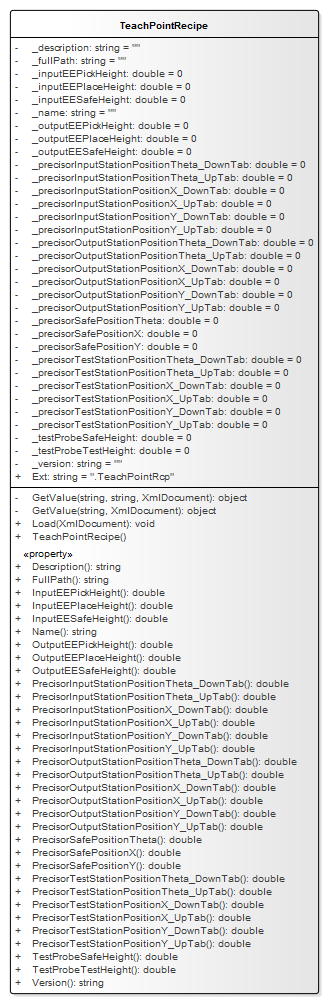 TeachPointRecipe
- _description: string = ""
- _fullPath: string = ""
- _inputEEPickHeight: double = 0
- _inputEEPlaceHeight: double = 0
- _inputEESafeHeight: double = 0
- _name: string = ""
- _outputEEPickHeight: double = 0
- _outputEEPlaceHeight: double = 0
- _outputEESafeHeight: double = 0
- _precisorInputStationPositionTheta_DownTab: double = 0
- _precisorInputStationPositionTheta_UpTab: double = 0
- _precisorInputStationPositionX_DownTab: double = 0
- _precisorInputStationPositionX_UpTab: double = 0
- _precisorInputStationPositionY_DownTab: double = 0
- _precisorInputStationPositionY_UpTab: double = 0
- _precisorOutputStationPositionTheta_DownTab: double = 0
- _precisorOutputStationPositionTheta_UpTab: double = 0
- _precisorOutputStationPositionX_DownTab: double = 0
- _precisorOutputStationPositionX_UpTab: double = 0
- _precisorOutputStationPositionY_DownTab: double = 0
- _precisorOutputStationPositionY_UpTab: double = 0
- _precisorSafePositionTheta: double = 0
- _precisorSafePositionX: double = 0
- _precisorSafePositionY: double = 0
- _precisorTestStationPositionTheta_DownTab: double = 0
- _precisorTestStationPositionTheta_UpTab: double = 0
- _precisorTestStationPositionX_DownTab: double = 0
- _precisorTestStationPositionX_UpTab: double = 0
- _precisorTestStationPositionY_DownTab: double = 0
- _precisorTestStationPositionY_UpTab: double = 0
- _testProbeSafeHeight: double = 0
- _testProbeTestHeight: double = 0
- _version: string = ""
+ Ext: string = ".TeachPointRcp"
- GetValue(string, string, XmlDocument): object
- GetValue(string, XmlDocument): object
+ Load(XmlDocument): void
+ TeachPointRecipe()
«property»
+ Description(): string
+ FullPath(): string
+ InputEEPickHeight(): double
+ InputEEPlaceHeight(): double
+ InputEESafeHeight(): double
+ Name(): string
+ OutputEEPickHeight(): double
+ OutputEEPlaceHeight(): double
+ OutputEESafeHeight(): double
+ PrecisorInputStationPositionTheta_DownTab(): double
+ PrecisorInputStationPositionTheta_UpTab(): double
+ PrecisorInputStationPositionX_DownTab(): double
+ PrecisorInputStationPositionX_UpTab(): double
+ PrecisorInputStationPositionY_DownTab(): double
+ PrecisorInputStationPositionY_UpTab(): double
+ PrecisorOutputStationPositionTheta_DownTab(): double
+ PrecisorOutputStationPositionTheta_UpTab(): double
+ PrecisorOutputStationPositionX_DownTab(): double
+ PrecisorOutputStationPositionX_UpTab(): double
+ PrecisorOutputStationPositionY_DownTab(): double
+ PrecisorOutputStationPositionY_UpTab(): double
+ PrecisorSafePositionTheta(): double
+ PrecisorSafePositionX(): double
+ PrecisorSafePositionY(): double
+ PrecisorTestStationPositionTheta_DownTab(): double
+ PrecisorTestStationPositionTheta_UpTab(): double
+ PrecisorTestStationPositionX_DownTab(): double
+ PrecisorTestStationPositionX_UpTab(): double
+ PrecisorTestStationPositionY_DownTab(): double
+ PrecisorTestStationPositionY_UpTab(): double
+ TestProbeSafeHeight(): double
+ TestProbeTestHeight(): double
+ Version(): string